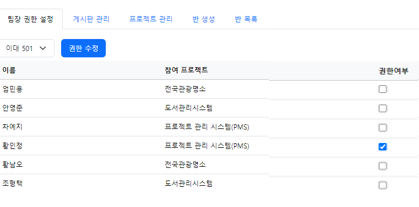 팀장 권한 설정 게시판 관리 프로젝트 관리 반 생성 반 목록
이대 501 권한 수정
이름 참여 프로젝트 권한여부
엄민용 전국관광명소
안영준 도서관리시스템
차예지 프로젝트 관리 시스템(PMS)
황인정 프로젝트 관리 시스템(PMS)
황남오 전국관광명소
조형택 도서관리시스템